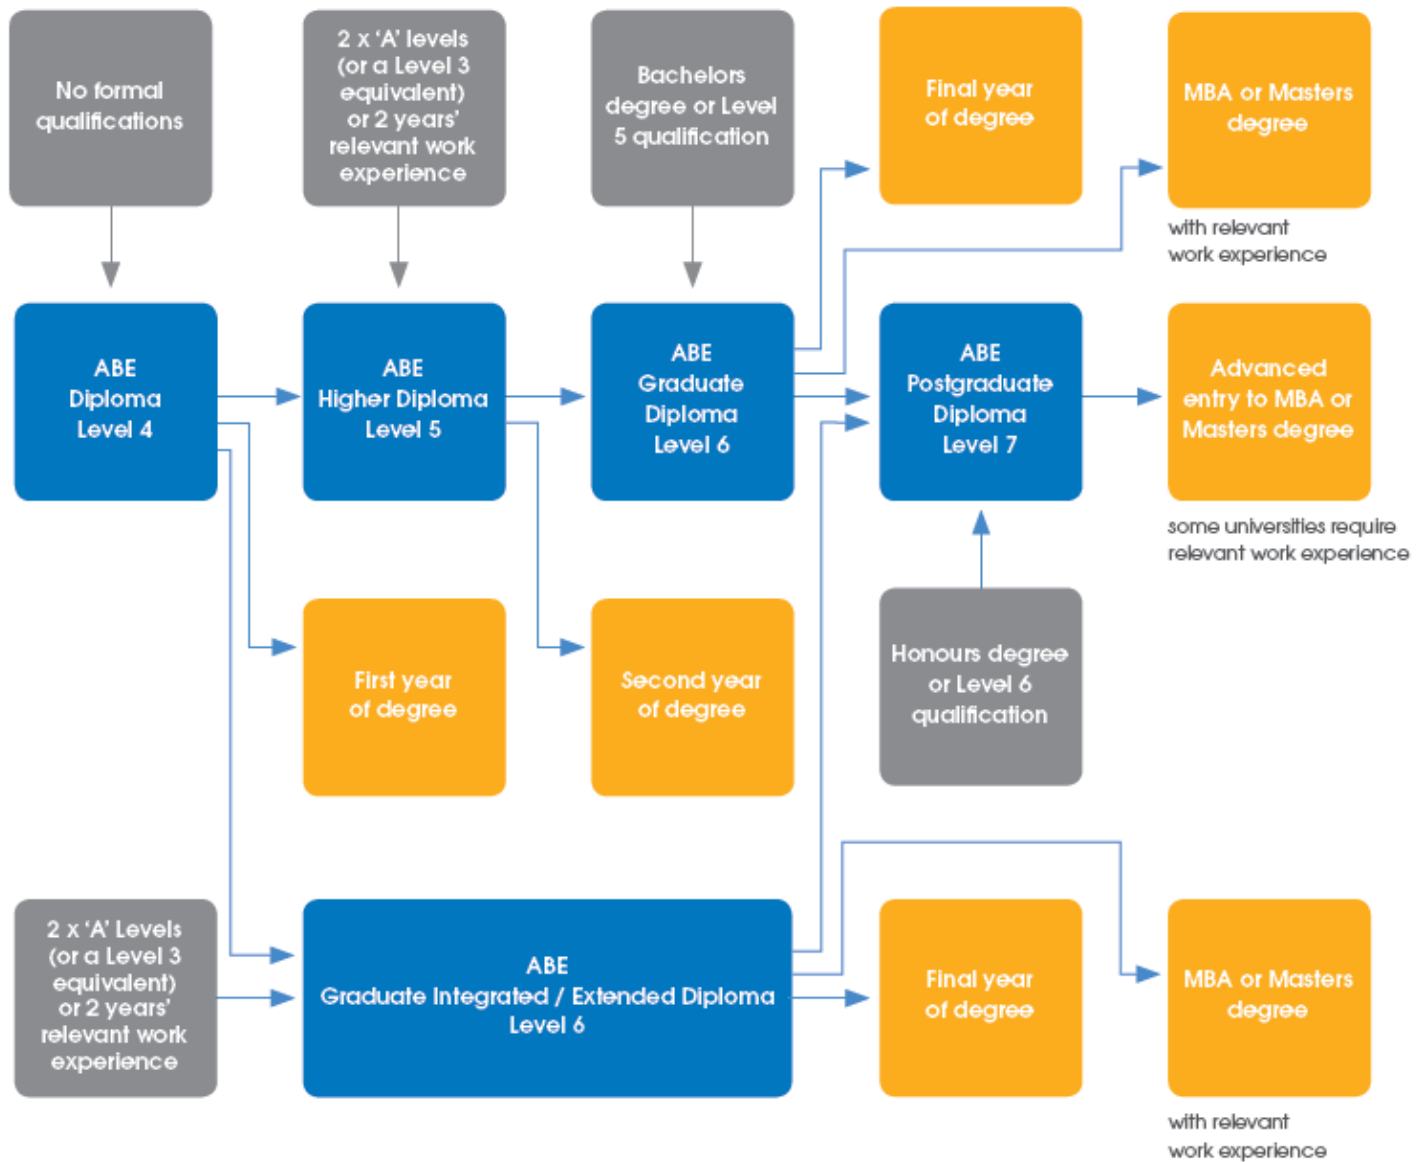 No formal
qualifications
2 x ‘A’ levels
(or a Level 3
equivalent)
or 2 years’
relevant work
experience
Bachelors
degree or Level
5 qualification
Final year
of degree
MBA or Masters
degree
with relevant
work experience
ABE
Diploma
Level 4
ABE
Higher Diploma
Level 5
ABE
Graduate
Diploma
Level 6
ABE
Postgraduate
Diploma
Level 7
Advanced
entry to MBA or
Masters degree
some universities require
relevant work experience
First year
of degree
Second year
of degree
Honours degree
or Level 6
qualification
2 x ‘A’ Levels
(or a Level 3
equivalent)
or 2 years’
relevant work
experience
ABE
Graduate Integrated / Extended Diploma
Level 6
Final year
of degree
MBA or Masters
degree
with relevant
work experience